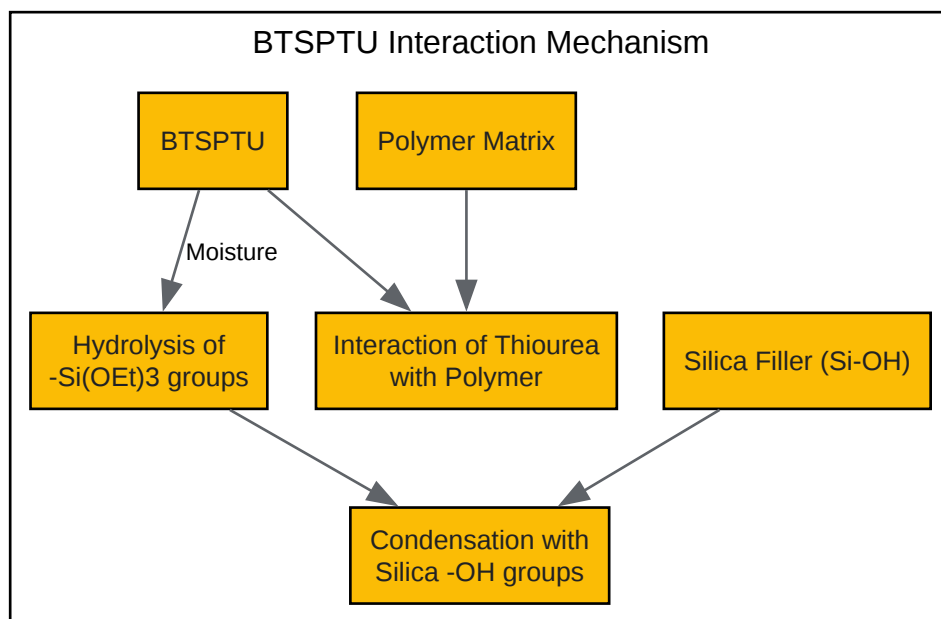 BTSPTU Interaction Mechanism
BTSPTU
Polymer Matrix
Moisture
Hydrolysis of
-Si(OEt)3 groups
Interaction of Thiourea
with Polymer
Silica Filler (Si-OH)
Condensation with
Silica -OH groups